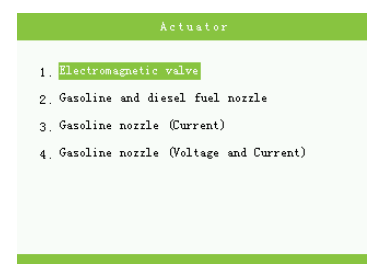 Actuator
1. Electromagnetic valve
2. Gasoline and diesel fuel nozzle
3. Gasoline nozzle (Current)
4. Gasoline nozzle (Voltage and Current)